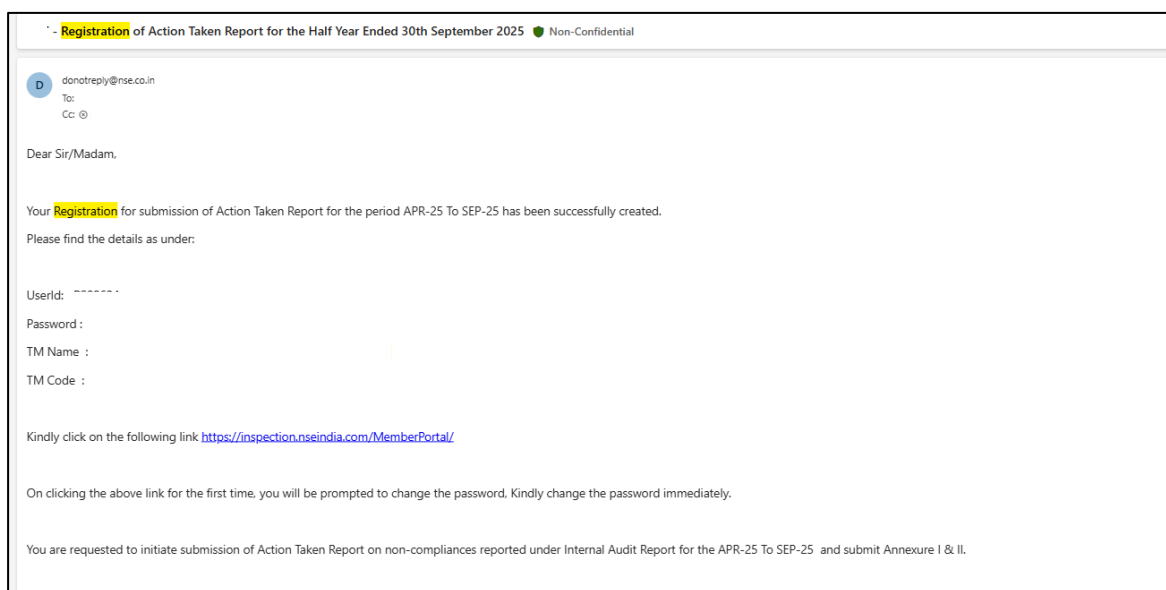 - Registration of Action Taken Report for the Half Year Ended 30th September 2025 Non-Confidential
D
donotreply@nse.co.in
To:
Cc:
Dear Sir/Madam,
Your Registration for submission of Action Taken Report for the period APR-25 To SEP-25 has been successfully created.
Please find the details as under:
UserId:
Password :
TM Name :
TM Code :
Kindly click on the following link https://inspection.nseindia.com/MemberPortal/
On clicking the above link for the first time, you will be prompted to change the password, Kindly change the password immediately.
You are requested to initiate submission of Action Taken Report on non-compliances reported under Internal Audit Report for the APR-25 To SEP-25 and submit Annexure I & II.